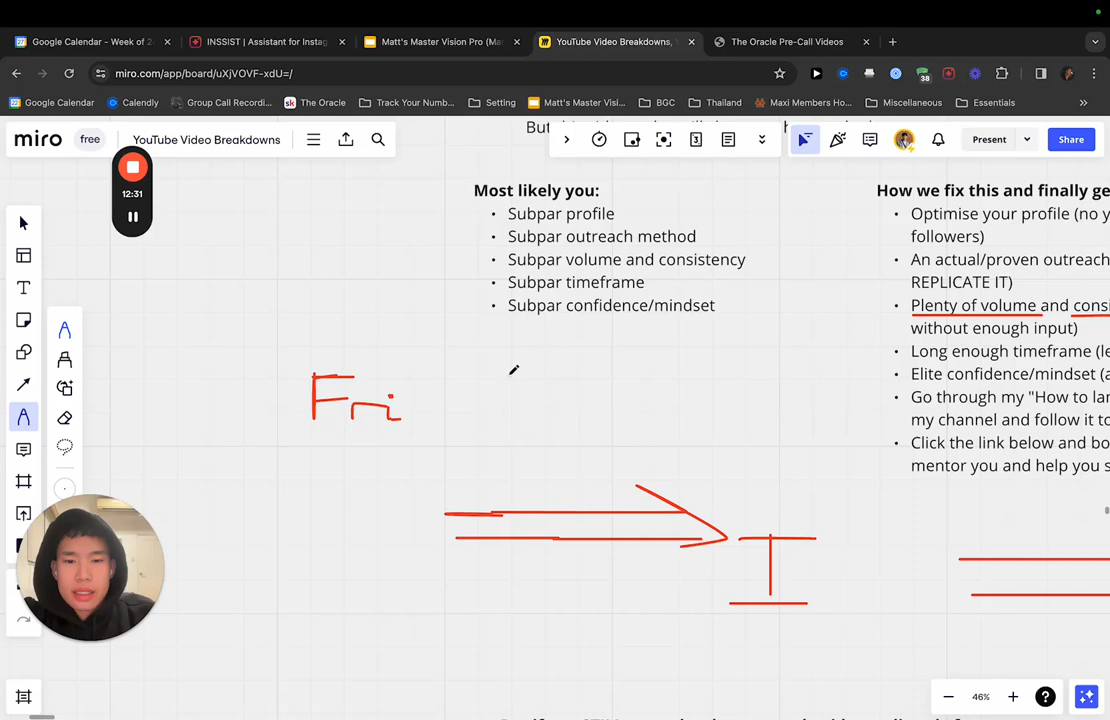 Google Calendar - Week of 2
INSSIST | Assistant for Instag
Matt's Master Vision Pro (Ma
YouTube Video Breakdowns,
The Oracle Pre-Call Videos
miro.com/app/board/uXjVOVF-xdU=/
38
Google Calendar
Calendly
Group Call Recordi...
sk The Oracle
Track Your Numb...
Setting
Matt's Master Visi...
BGC
Thailand
Maxi Members Ho...
Miscellaneous
Essentials
miro
free
YouTube Video Breakdowns
3
Present
Share
12:31
Most likely you:
• Subpar profile
• Subpar outreach method
• Subpar volume and consistency
• Subpar timeframe
• Subpar confidence/mindset
How we fix this and finally ge
• Optimise your profile (no y
followers)
• An actual/proven outreach
REPLICATE IT)
• Plenty of volume and consi
without enough input)
• Long enough timeframe (le
• Elite confidence/mindset (a
• Go through my "How to lan
my channel and follow it to
• Click the link below and bo
mentor you and help you s
Fri
I
46%